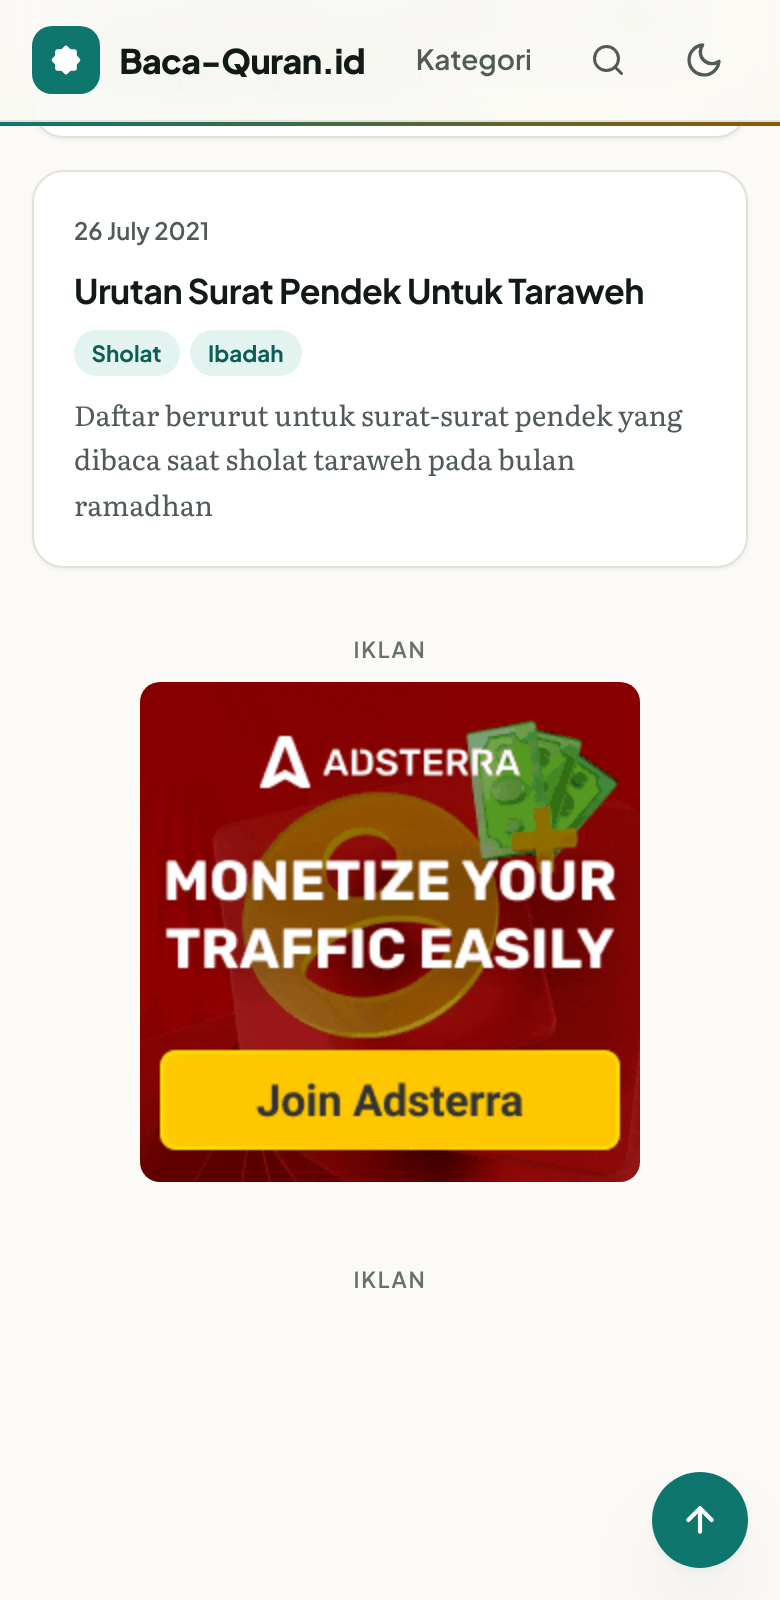 Baca-Quran.id
Kategori
26 July 2021
Urutan Surat Pendek Untuk Taraweh
Sholat
Ibadah
Daftar berurut untuk surat-surat pendek yang
dibaca saat sholat taraweh pada bulan
ramadhan
IKLAN
ADSTERRA
MONETIZE YOUR
TRAFFIC EASILY
Join Adsterra
IKLAN